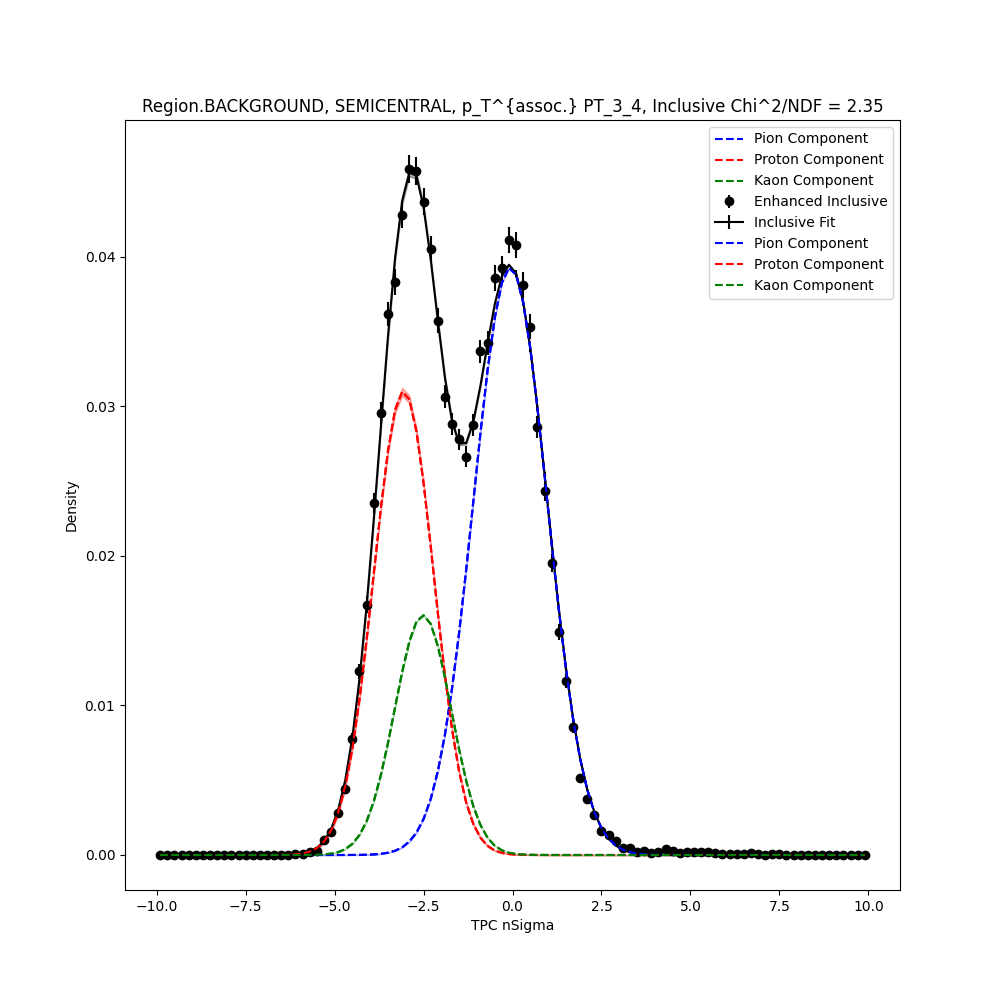 Region.BACKGROUND, SEMICENTRAL, p_T^{assoc.} PT_3_4, Inclusive Chi^2/NDF = 2.35
Pion Component
Proton Component
Kaon Component
Enhanced Inclusive
Inclusive Fit
Pion Component
Proton Component
Kaon Component
0.04
0.03
0.02
0.01
0.00
Density
−10.0 −7.5 −5.0 −2.5 0.0 2.5 5.0 7.5 10.0
TPC nSigma